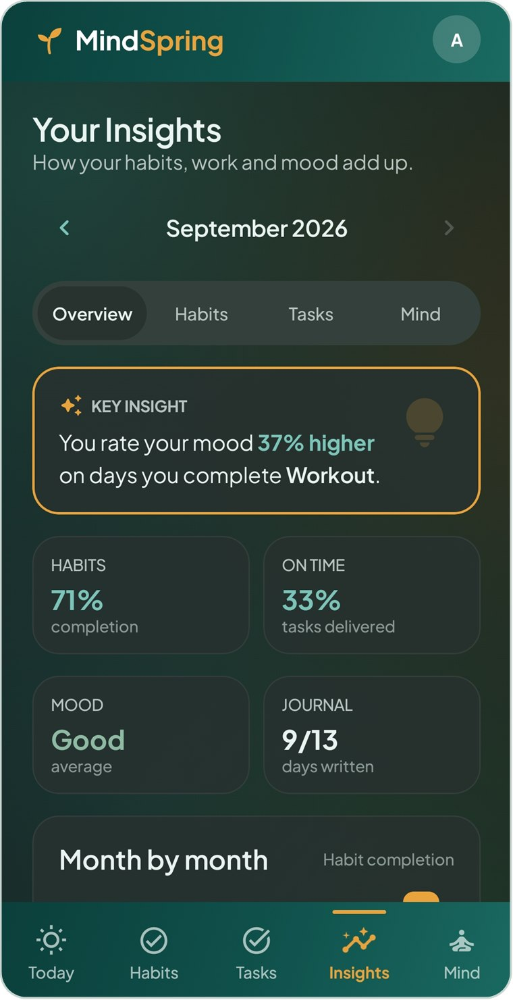 MindSpring
A
Your Insights
How your habits, work and mood add up.
September 2026
Overview Habits Tasks Mind
KEY INSIGHT
You rate your mood 37% higher
on days you complete Workout.
HABITS
71%
completion
ON TIME
33%
tasks delivered
MOOD
Good
average
JOURNAL
9/13
days written
Month by month
Habit completion
Today Habits Tasks Insights Mind